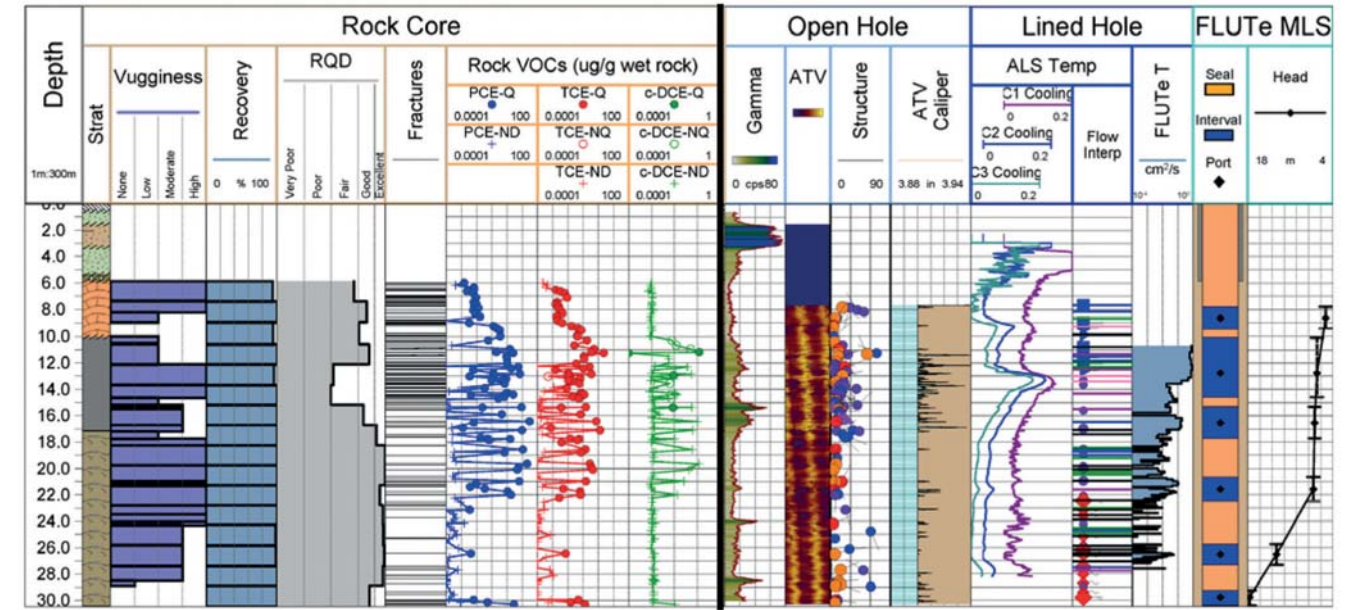 Rock Core
Open Hole
Lined Hole
FLUTe MLS
Depth
1m:300m
Strat
Vugginess
None
Low
Moderate
High
Recovery
0 % 100
RQD
Very Poor
Poor
Fair
Good
Excellent
Fractures
Rock VOCs (ug/g wet rock)
PCE-Q
0.0001 100
TCE-Q
0.0001 100
c-DCE-Q
0.0001 1
PCE-ND
0.0001 100
TCE-NQ
0.0001 100
c-DCE-NQ
0.0001 1
TCE-ND
0.0001 100
c-DCE-ND
0.0001 1
Gamma
0 cps80
ATV
Structure
0 90
ATV
Caliper
3.88 in 3.94
ALS Temp
C1 Cooling
0 0.2
C2 Cooling
0 0.2
C3 Cooling
0 0.2
Flow
Interp
FLUTe T
cm²/s
Seal
Interval
Port
Head
18 m 4
0.0
2.0
4.0
6.0
8.0
10.0
12.0
14.0
16.0
18.0
20.0
22.0
24.0
26.0
28.0
30.0